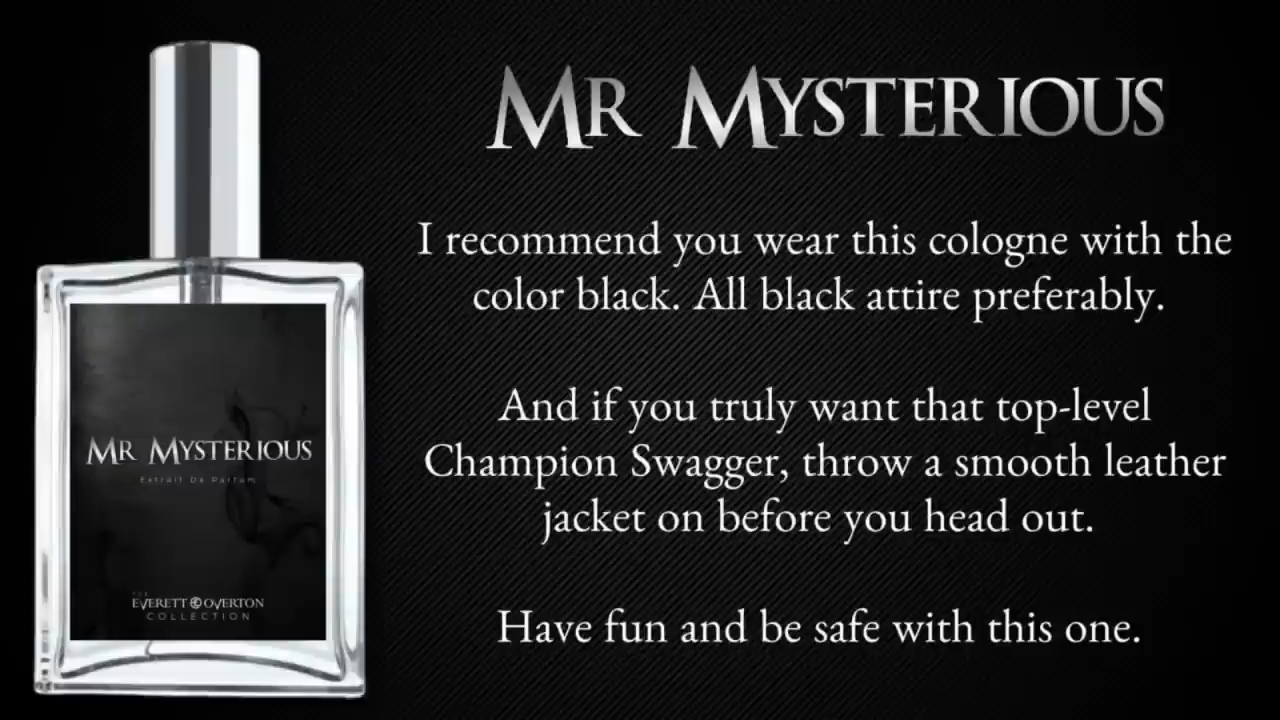 MR MYSTERIOUS
I recommend you wear this cologne with the
color black. All black attire preferably.
And if you truly want that top-level
Champion Swagger, throw a smooth leather
jacket on before you head out.
Have fun and be safe with this one.
MR MYSTERIOUS
Extrait De Parfum
THE
EVERETT OVERTON
COLLECTION